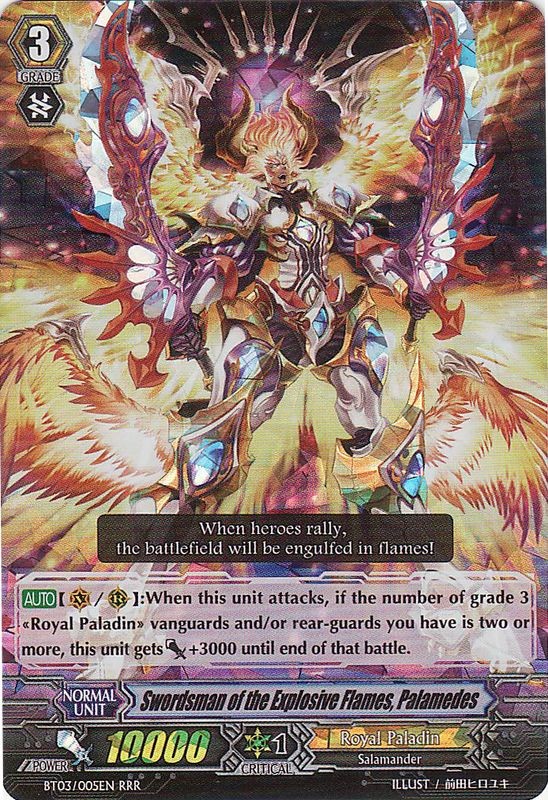 3
GRADE
When heroes rally,
the battlefield will be engulfed in flames!
AUTO【 / 】:When this unit attacks, if the number of grade 3
«Royal Paladin» vanguards and/or rear-guards you have is two or
more, this unit gets +3000 until end of that battle.
NORMAL
UNIT
Swordsman of the Explosive Flames, Palamedes
POWER
10000
1
CRITICAL
Royal Paladin
Salamander
BT03/005EN RRR
ILLUST / 前田ヒロユキ